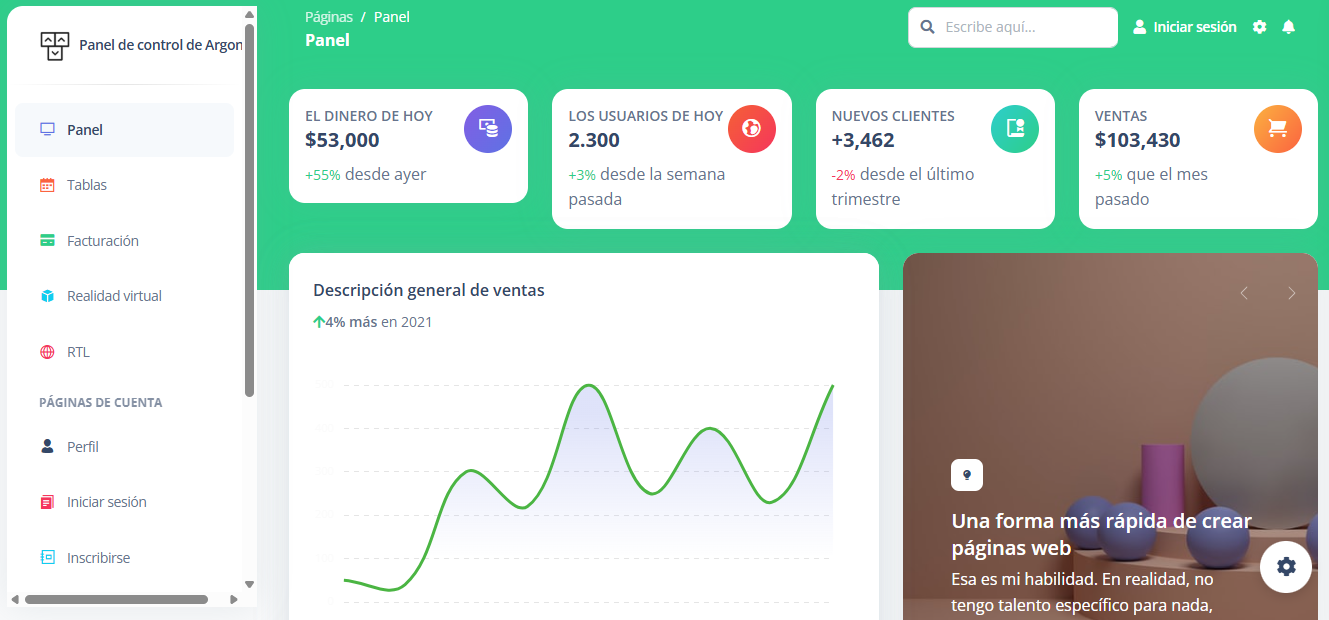 Panel de control de Argon
Panel
Tablas
Facturación
Realidad virtual
RTL
PÁGINAS DE CUENTA
Perfil
Iniciar sesión
Inscribirse
Páginas / Panel
Panel
Escribe aquí...
Iniciar sesión
EL DINERO DE HOY
$53,000
+55% desde ayer
LOS USUARIOS DE HOY
2.300
+3% desde la semana
pasada
NUEVOS CLIENTES
+3,462
-2% desde el último
trimestre
VENTAS
$103,430
+5% que el mes
pasado
Descripción general de ventas
4% más en 2021
Una forma más rápida de crear
páginas web
Esa es mi habilidad. En realidad, no
tengo talento específico para nada,